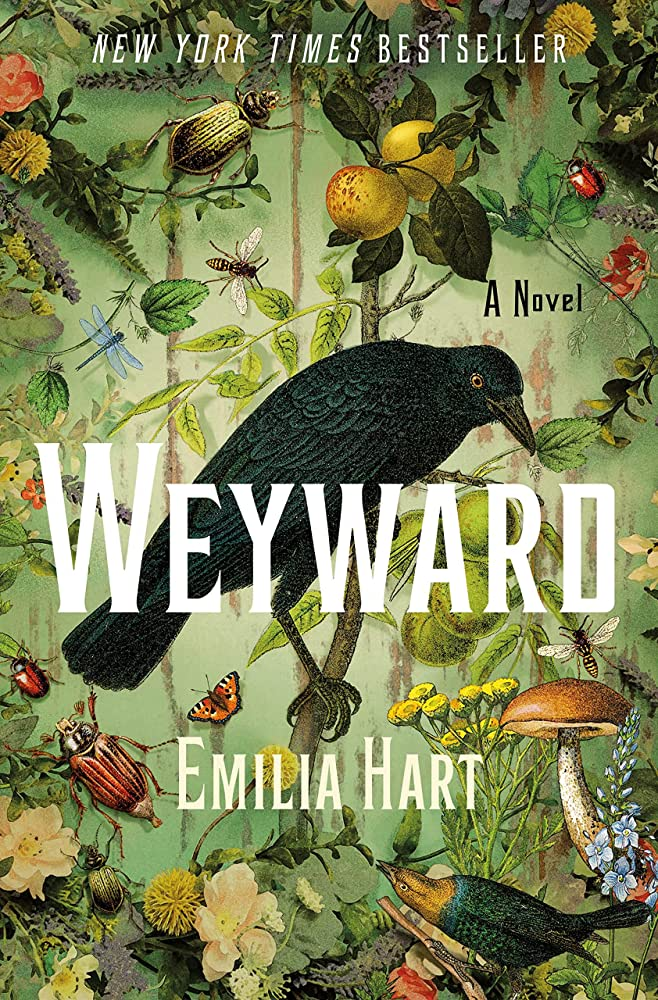 NEW YORK TIMES BESTSELLER
A NOVEL
WEYWARD
EMILIA HART